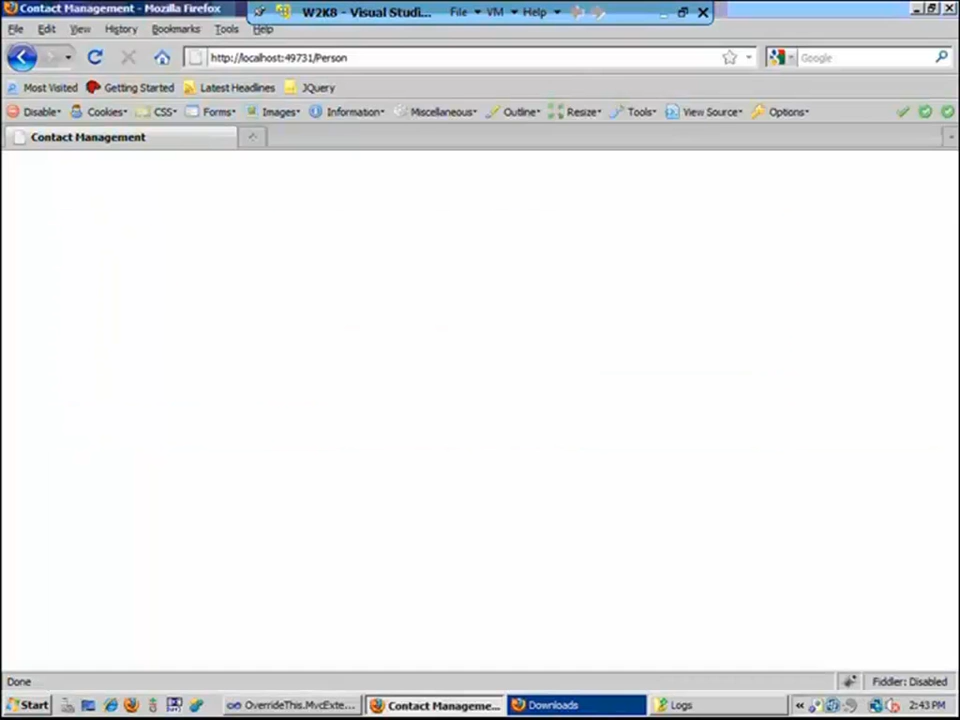 Contact Management - Mozilla Firefox
W2K8 - Visual Studi... File VM Help
File Edit View History Bookmarks Tools Help
http://localhost:49731/Person Google
Most Visited Getting Started Latest Headlines JQuery
Disable Cookies CSS Forms Images Information Miscellaneous Outline Resize Tools View Source Options
Contact Management
Done Fiddler: Disabled
Start OverrideThis.MvcExte... Contact Manageme... Downloads Logs 2:43 PM